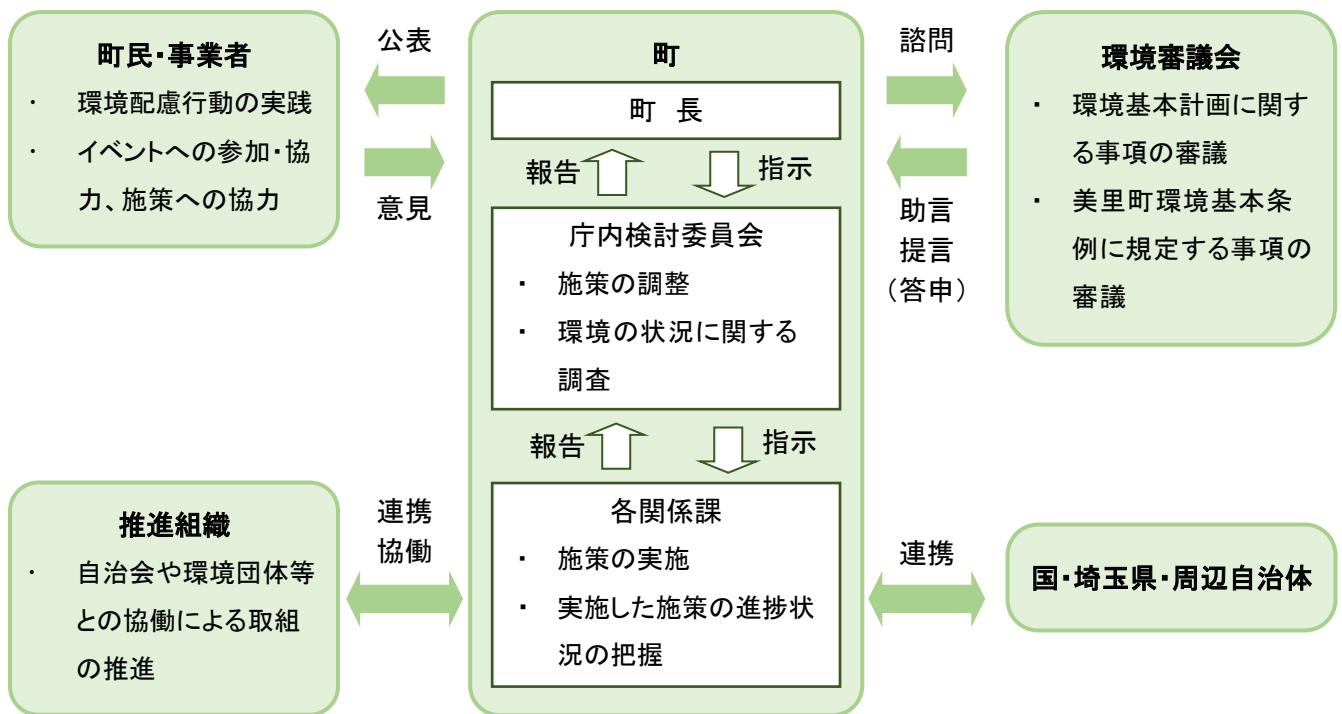 町民・事業者
・ 環境配慮行動の実践
・ イベントへの参加・協
力、施策への協力
公表
意見
町
町 長
報告
指示
庁内検討委員会
・ 施策の調整
・ 環境の状況に関する
調査
報告
指示
各関係課
・ 施策の実施
・ 実施した施策の進捗状
況の把握
諮問
助言
提言
(答申)
環境審議会
・ 環境基本計画に関す
る事項の審議
・ 美里町環境基本条
例に規定する事項の
審議
推進組織
・ 自治会や環境団体等
との協働による取組
の推進
連携
協働
連携
国・埼玉県・周辺自治体